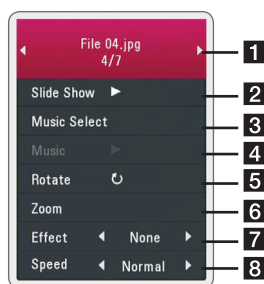 File 04.jpg 1
4/7
Slide Show 2
Music Select 3
Music 4
Rotate 5
Zoom 6
Effect None 7
Speed Normal 8